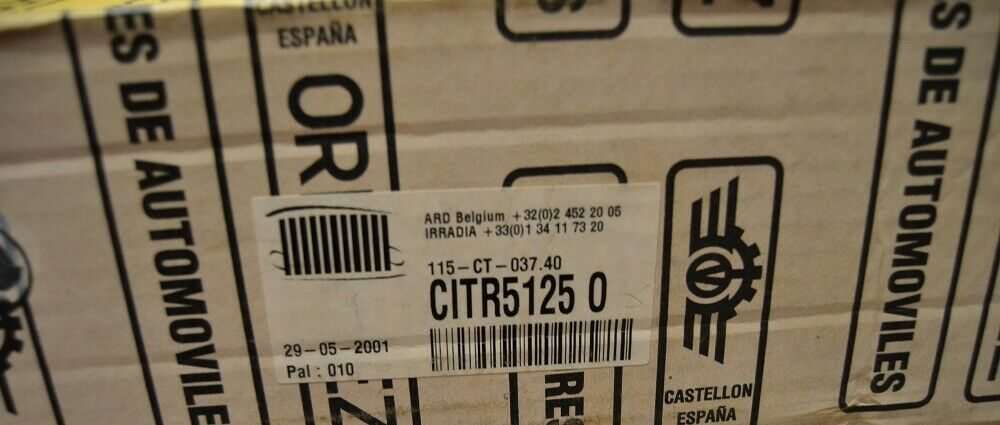 ES DE AUTOMOVILES
CASTELLON
ESPAÑA
ARD Belgium +32(0)2 452 20 05
IRRADIA +33(0)1 34 11 73 20
115-CT-037.40
CITR5125 0
29-05-2001
Pal : 010
CASTELLON
ESPAÑA
ES DE AUTOMOVILES